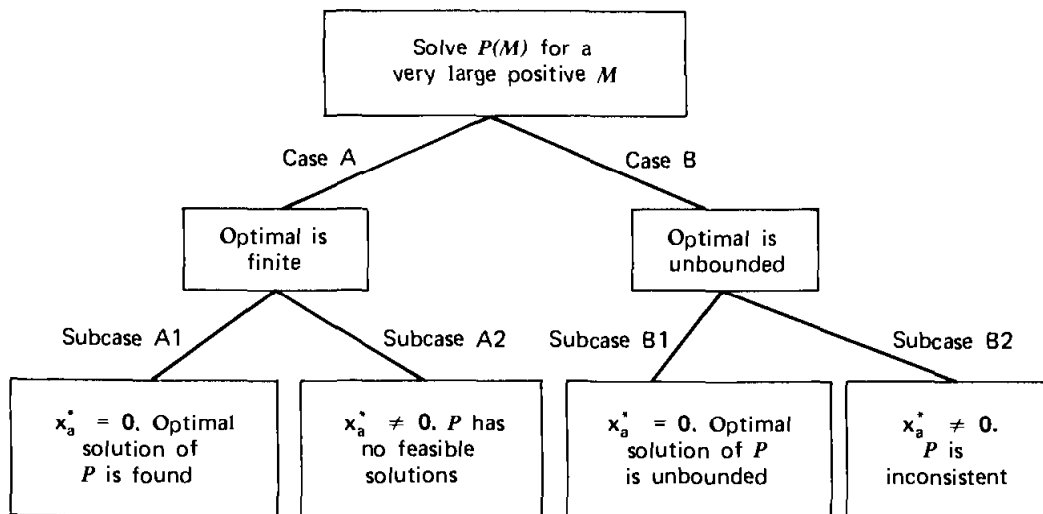 Solve P(M) for a
very large positive M
Case A
Case B
Optimal is
finite
Optimal is
unbounded
Subcase A1
Subcase A2
Subcase B1
Subcase B2
x*a = 0. Optimal
solution of
P is found
x*a ≠ 0. P has
no feasible
solutions
x*a = 0. Optimal
solution of P
is unbounded
x*a ≠ 0.
P is
inconsistent